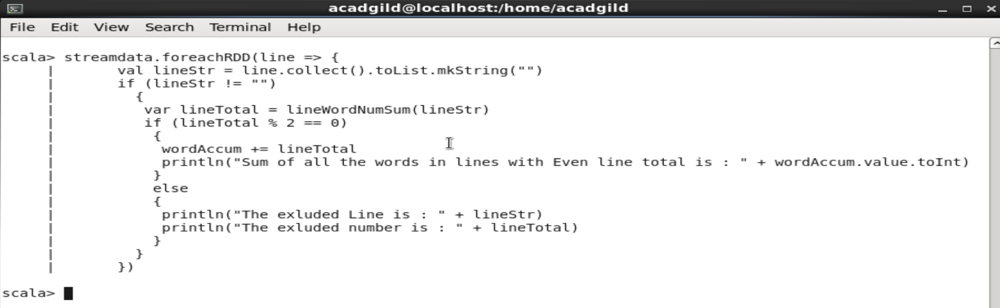 acadgild@localhost:/home/acadgild
File Edit View Search Terminal Help
scala> streamdata.foreachRDD(line => {
     |       val lineStr = line.collect().toList.mkString("")
     |       if (lineStr != "")
     |         {
     |          var lineTotal = lineWordNumSum(lineStr)
     |          if (lineTotal % 2 == 0)
     |           {
     |            wordAccum += lineTotal
     |            println("Sum of all the words in lines with Even line total is : " + wordAccum.value.toInt)
     |           }
     |           else
     |           {
     |            println("The exluded Line is : " + lineStr)
     |            println("The exluded number is : " + lineTotal)
     |           }
     |         }
     |       })
scala>